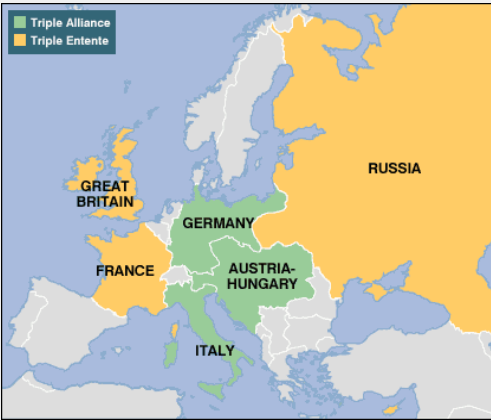 Triple Alliance
Triple Entente
RUSSIA
GREAT
BRITAIN
GERMANY
FRANCE
AUSTRIA-
HUNGARY
ITALY